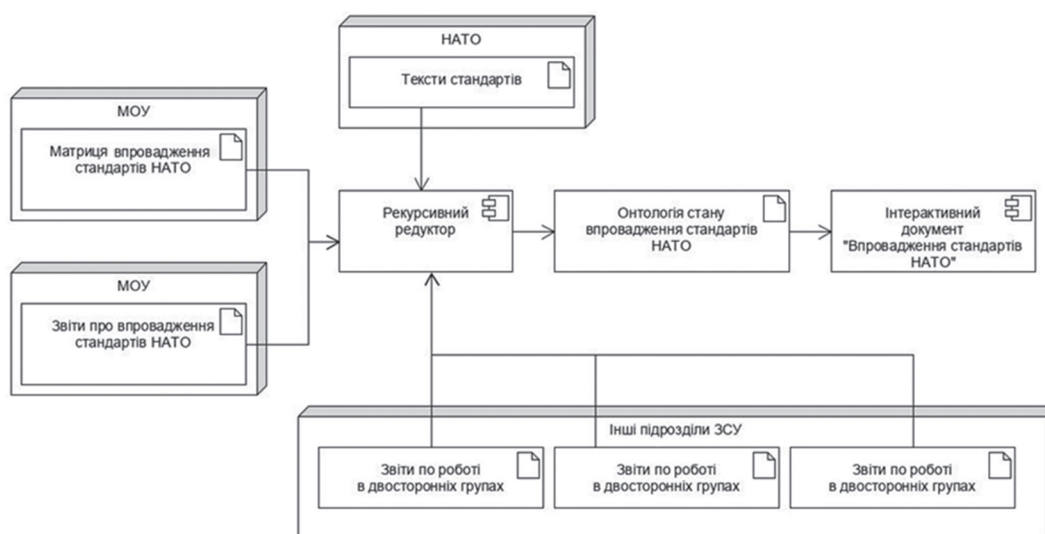 НАТО
Тексти стандартів
МОУ
Матриця впровадження
стандартів НАТО
Рекурсивний
редуктор
Онтологія стану
впровадження стандартів
НАТО
Інтерактивний
документ
"Впровадження стандартів
НАТО"
МОУ
Звіти про впровадження
стандартів НАТО
Інші підрозділи ЗСУ
Звіти по роботі
в двосторонніх групах
Звіти по роботі
в двосторонніх групах
Звіти по роботі
в двосторонніх групах